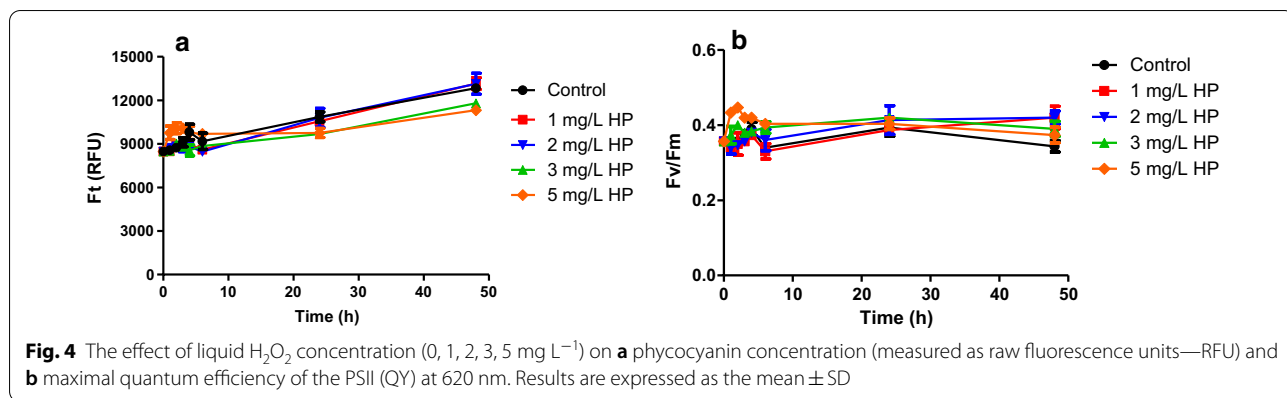 a
15000
12000
9000
6000
3000
0
Ft (RFU)
0 10 20 30 40 50
Time (h)
Control
1 mg/L HP
2 mg/L HP
3 mg/L HP
5 mg/L HP
b
0.6
0.4
0.2
0.0
Fv/Fm
0 10 20 30 40 50
Time (h)
Control
1 mg/L HP
2 mg/L HP
3 mg/L HP
5 mg/L HP
Fig. 4 The effect of liquid H₂O₂ concentration (0, 1, 2, 3, 5 mg L⁻¹) on a phycocyanin concentration (measured as raw fluorescence units—RFU) and
b maximal quantum efficiency of the PSII (QY) at 620 nm. Results are expressed as the mean ± SD